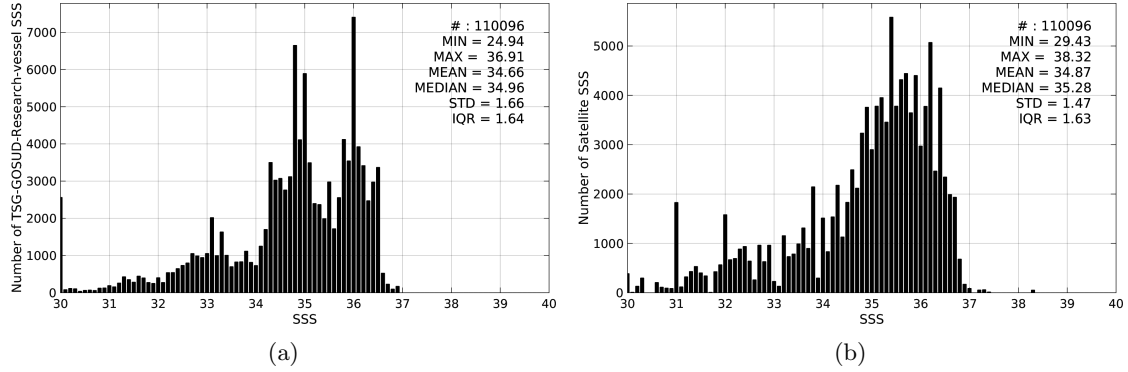 Number of TSG-GOSUD-Research-vessel SSS
7000
6000
5000
4000
3000
2000
1000
0
# : 110096
MIN = 24.94
MAX = 36.91
MEAN = 34.66
MEDIAN = 34.96
STD = 1.66
IQR = 1.64
30 31 32 33 34 35 36 37 38 39 40
SSS
(a)
Number of Satellite SSS
5000
4000
3000
2000
1000
0
# : 110096
MIN = 29.43
MAX = 38.32
MEAN = 34.87
MEDIAN = 35.28
STD = 1.47
IQR = 1.63
30 31 32 33 34 35 36 37 38 39 40
SSS
(b)